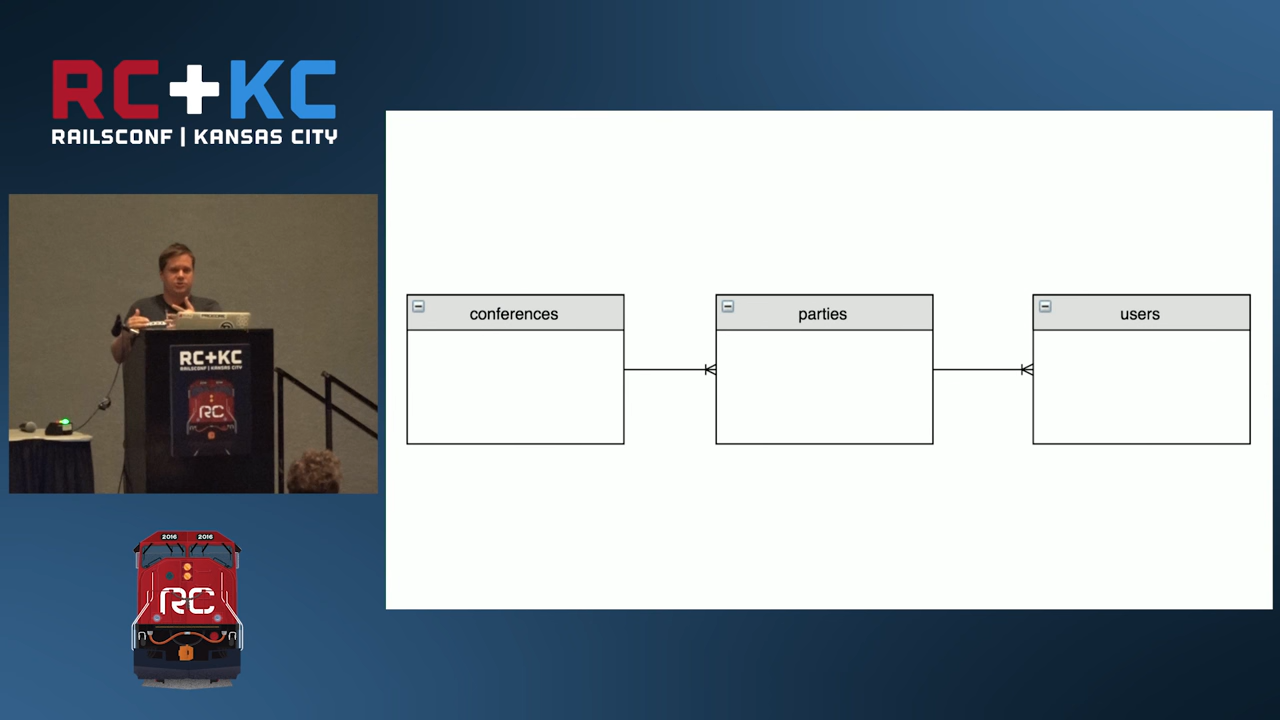 RC+KC
RAILSCONF | KANSAS CITY
conferences
parties
users
RC+KC
RAILSCONF | KANSAS CITY
RC
2016 2016
RC